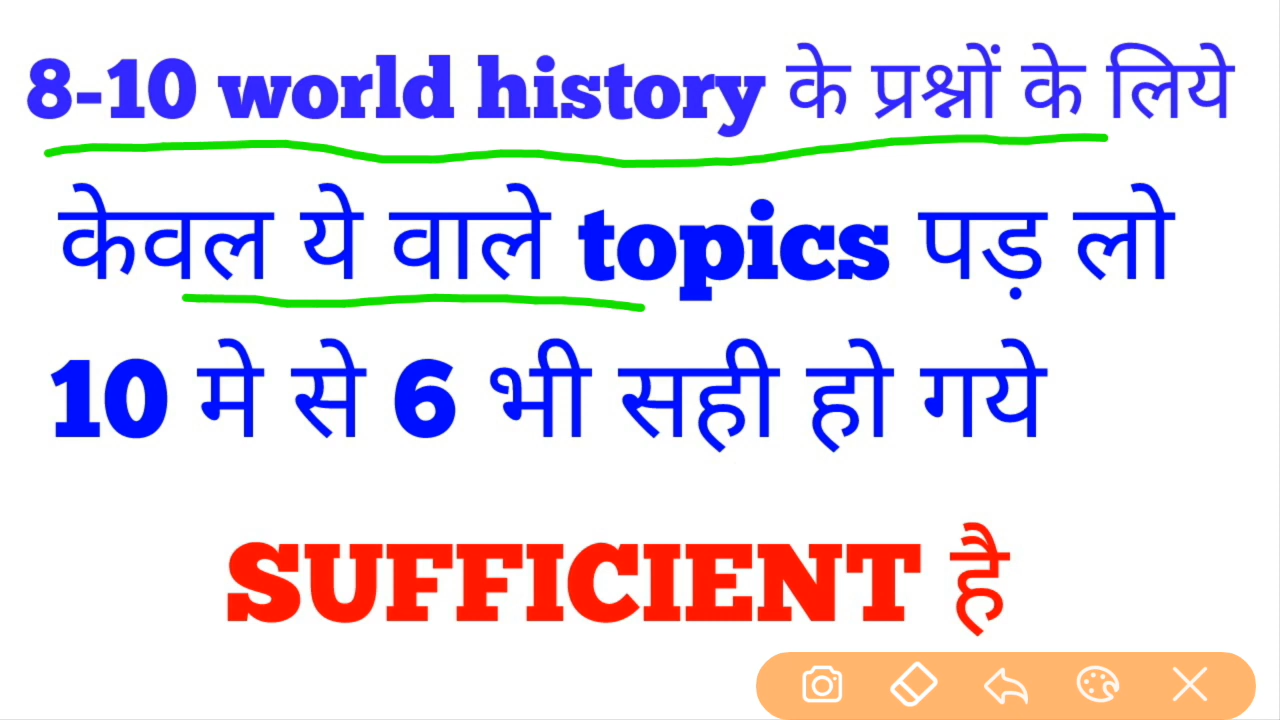 8-10 world history के प्रश्नों के लिये
केवल ये वाले topics पड़ लो
10 मे से 6 भी सही हो गये
SUFFICIENT है